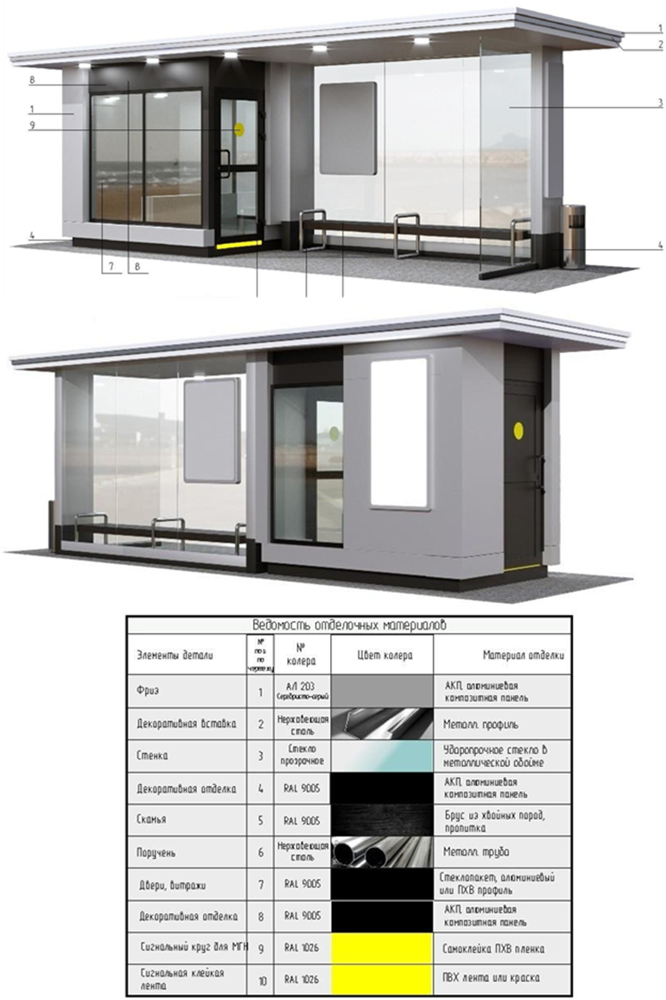 1
2
8
1
3
9
4
4
7
8
Ведомость отделочных материалов
Элементы детали
№
№
колера
Цвет колера
Материал отделки
Фриз
1
АЛ 203
Серебристо-серый
АКП, алюминиевая
композитная панель
Декоративная вставка
2
Нержавеющая
сталь
Металл. профиль
Стенка
3
Стекло
прозрачное
Ударопрочное стекло в
металлической обойме
Декоративная отделка
4
RAL 9005
АКП, алюминиевая
композитная панель
Скамья
5
RAL 9005
Брус из хвойных пород,
пропитка
Поручень
6
Нержавеющая
сталь
Металл. труба
Двери, витражи
7
RAL 9005
Стеклопакет, алюминиевый
или ПХВ профиль
Декоративная отделка
8
RAL 9005
АКП, алюминиевая
композитная панель
Сигнальный круг для МГН
9
RAL 1026
Самоклейка ПХВ пленка
Сигнальная клейкая
лента
10
RAL 1026
ПВХ лента или краска